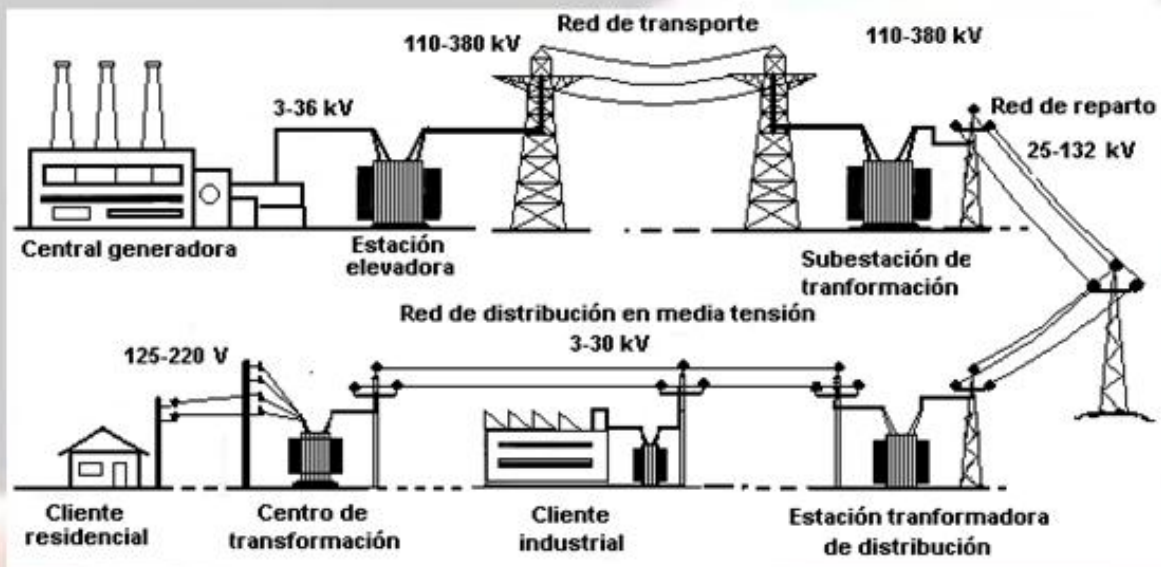 Red de transporte
110-380 kV
110-380 kV
3-36 kV
Red de reparto
25-132 kV
Central generadora
Estación
elevadora
Subestación de
tranformación
Red de distribución en media tensión
3-30 kV
125-220 V
Cliente
residencial
Centro de
transformación
Cliente
industrial
Estación tranformadora
de distribución